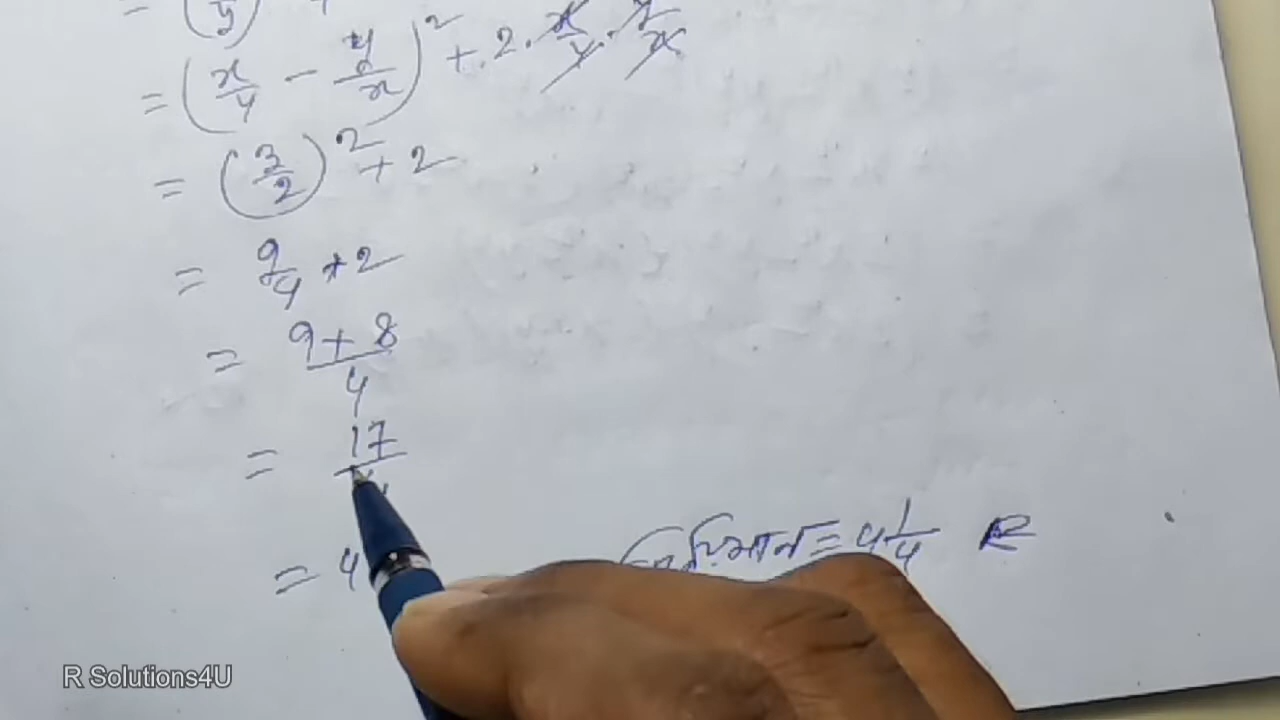 = (x/y)
= (x/y - y/x)² + 2 · x/y · y/x
= (3/2)² + 2
= 9/4 + 2
= 9 + 8 / 4
= 17/4
= 4
= 4 1/4
R Solutions4U